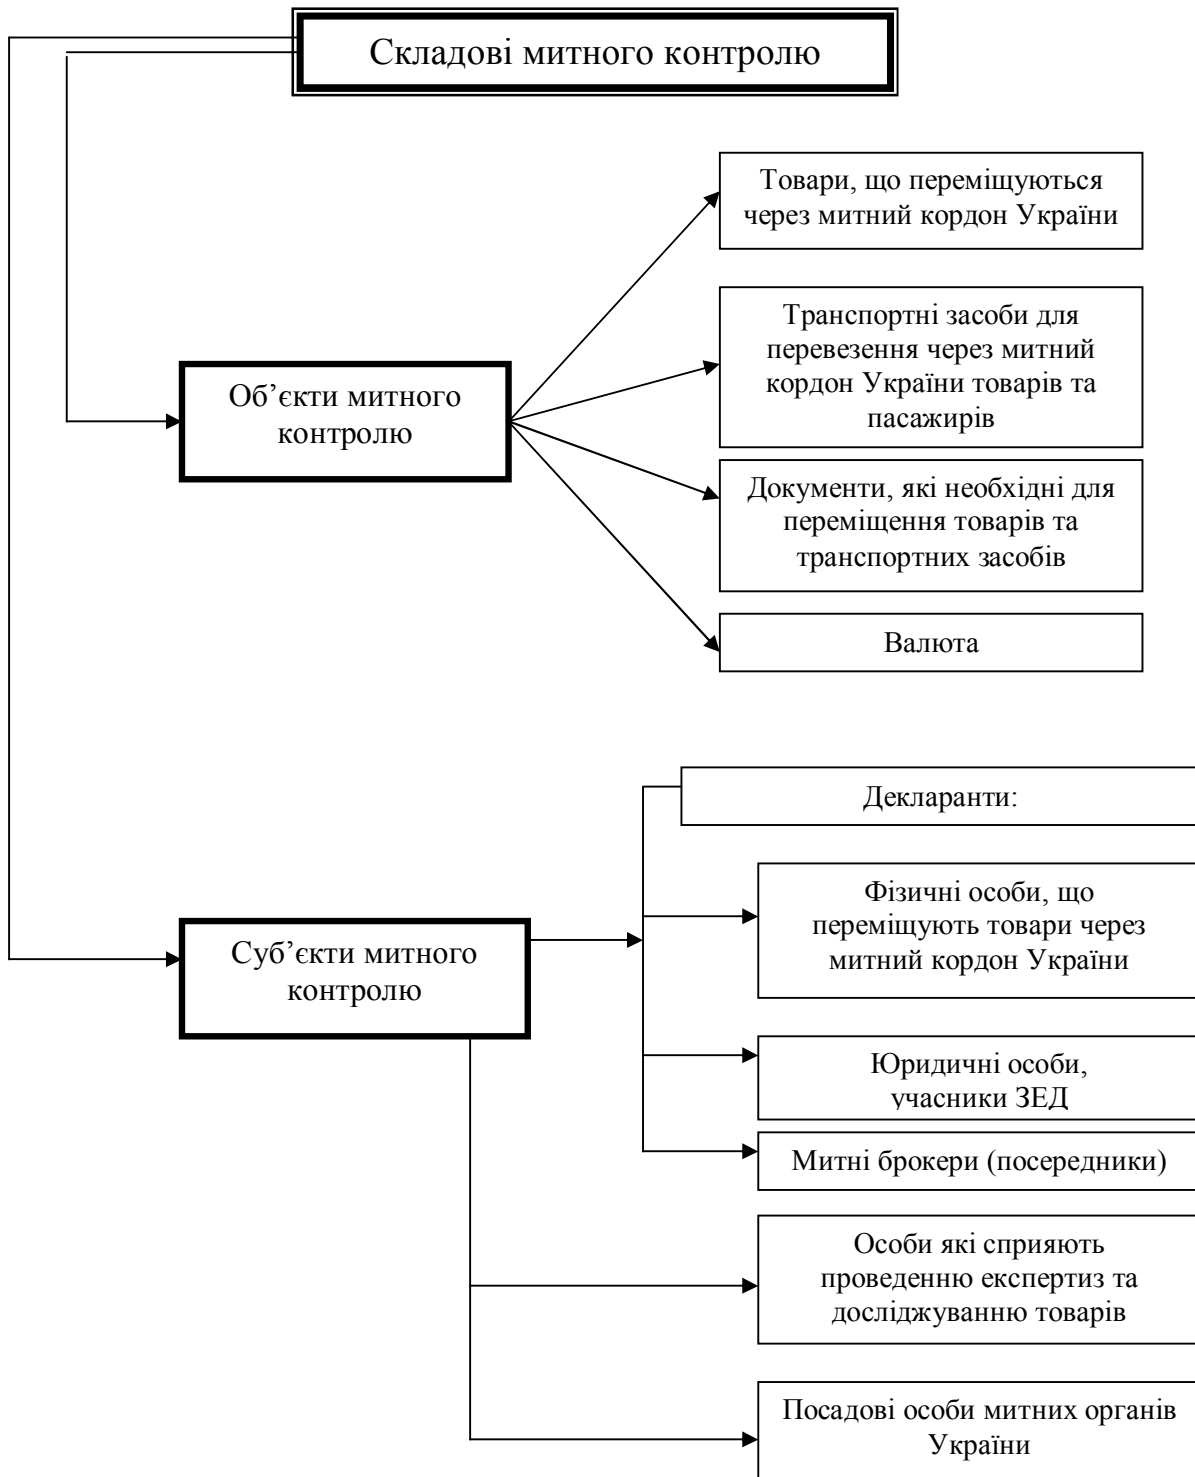 Складові митного контролю
Товари, що переміщуються
через митний кордон України
Транспортні засоби для
перевезення через митний
кордон України товарів та
пасажирів
Об’єкти митного
контролю
Документи, які необхідні для
переміщення товарів та
транспортних засобів
Валюта
Декларанти:
Фізичні особи, що
переміщують товари через
митний кордон України
Суб’єкти митного
контролю
Юридичні особи,
учасники ЗЕД
Митні брокери (посередники)
Особи які сприяють
проведенню експертиз та
досліджуванню товарів
Посадові особи митних органів
України